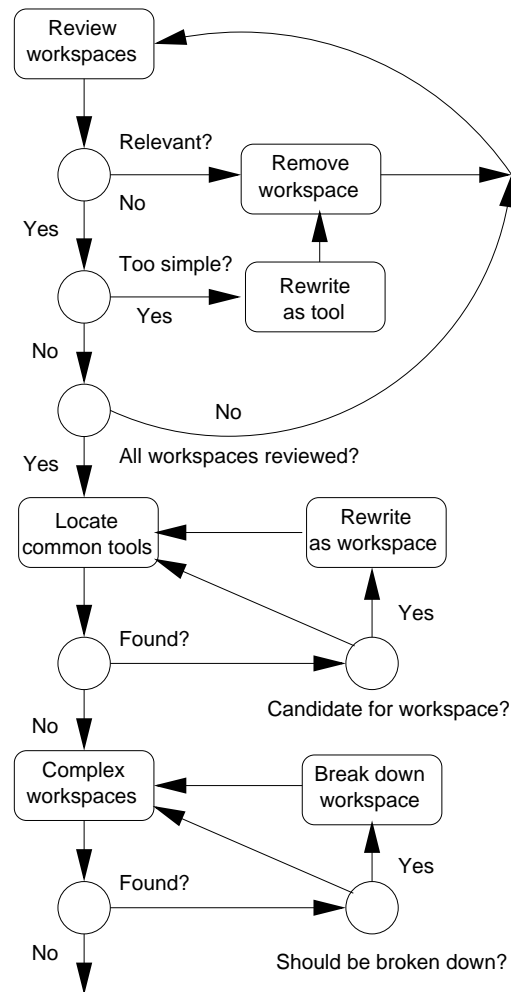 Review
workspaces
Relevant?
No
Remove
workspace
Yes
Too simple?
Yes
Rewrite
as tool
No
No
All workspaces reviewed?
Yes
Locate
common tools
Rewrite
as workspace
Yes
Found?
Candidate for workspace?
No
Complex
workspaces
Break down
workspace
Yes
Found?
Should be broken down?
No